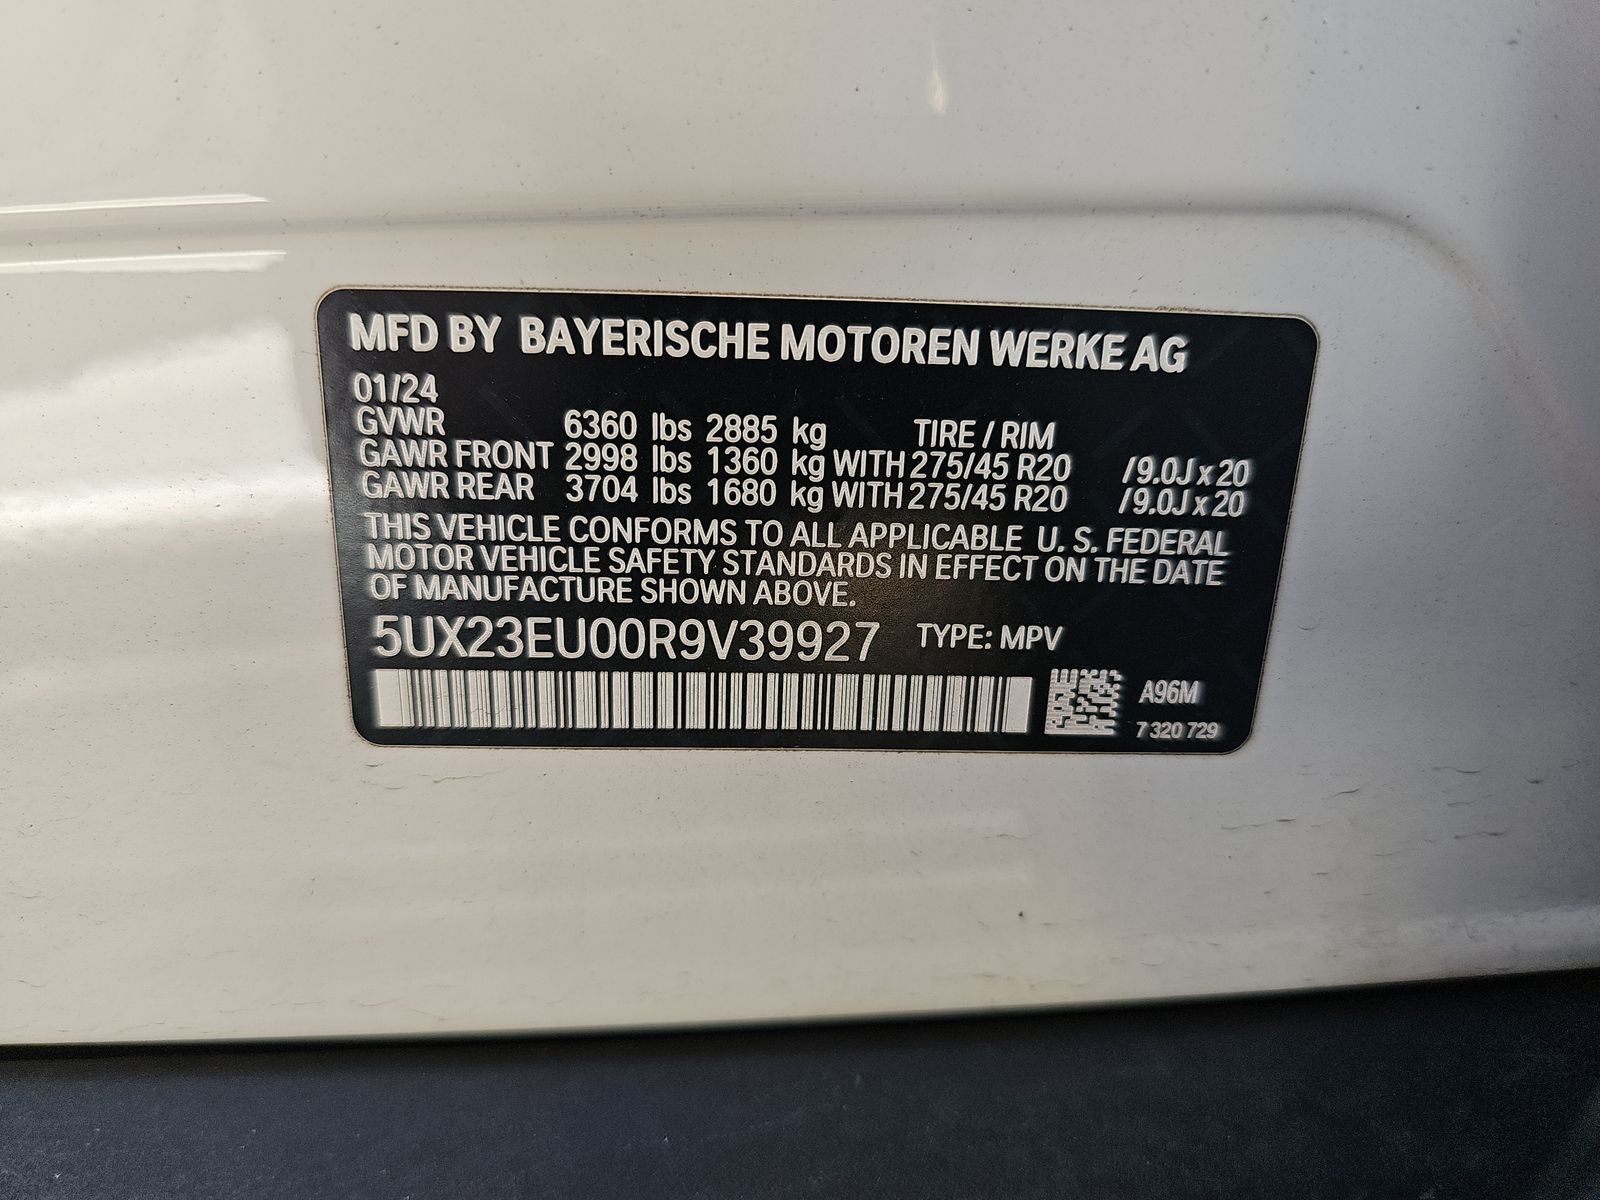 MFD BY BAYERISCHE MOTOREN WERKE AG
01/24
GVWR 6360 lbs 2885 kg TIRE / RIM
GAWR FRONT 2998 lbs 1360 kg WITH 275/45 R20 /9.0J x 20
GAWR REAR 3704 lbs 1680 kg WITH 275/45 R20 /9.0J x 20
THIS VEHICLE CONFORMS TO ALL APPLICABLE U. S. FEDERAL
MOTOR VEHICLE SAFETY STANDARDS IN EFFECT ON THE DATE
OF MANUFACTURE SHOWN ABOVE.
5UX23EU00R9V39927 TYPE: MPV
A96M
7 320 729